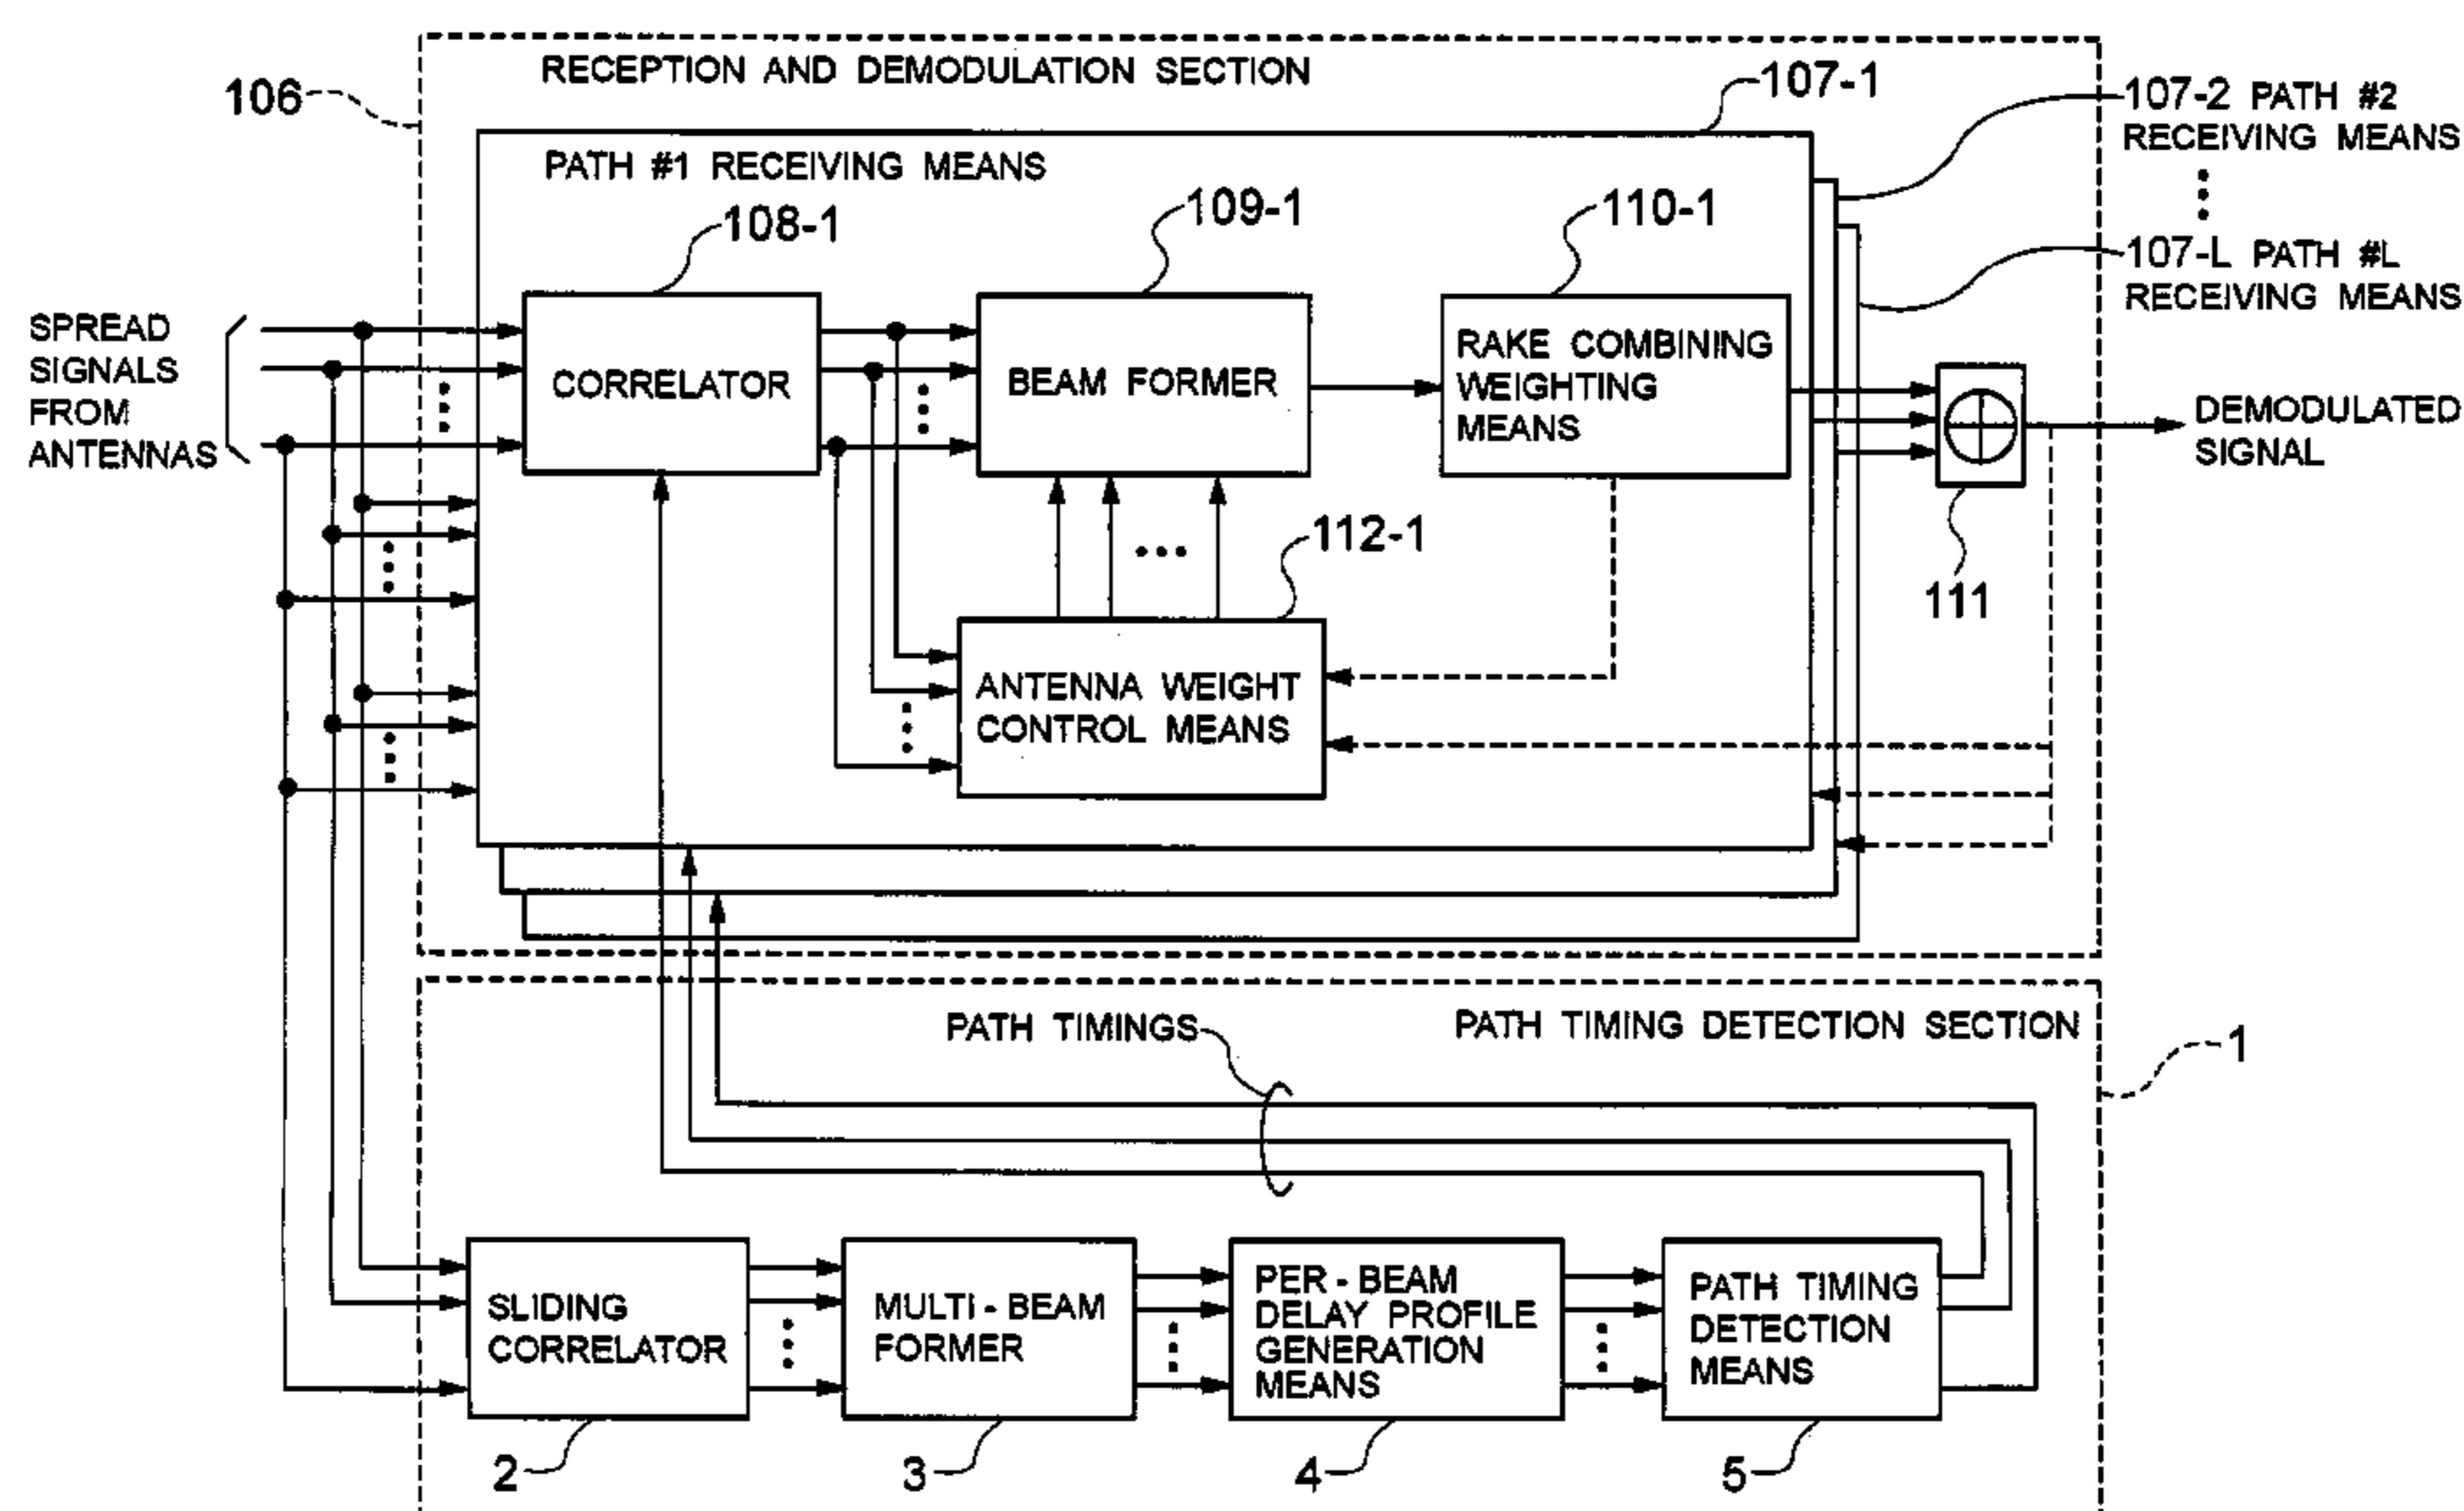 RECEPTION AND DEMODULATION SECTION
106
107-1
107-2 PATH #2
RECEIVING MEANS
PATH #1 RECEIVING MEANS
108-1
109-1
110-1
107-L PATH #L
RECEIVING MEANS
SPREAD
SIGNALS
FROM
ANTENNAS
CORRELATOR
BEAM FORMER
RAKE COMBINING
WEIGHTING
MEANS
DEMODULATED
SIGNAL
112-1
111
ANTENNA WEIGHT
CONTROL MEANS
PATH TIMINGS
PATH TIMING DETECTION SECTION
1
SLIDING
CORRELATOR
MULTI - BEAM
FORMER
PER - BEAM
DELAY PROFILE
GENERATION
MEANS
PATH TIMING
DETECTION
MEANS
2
3
4
5